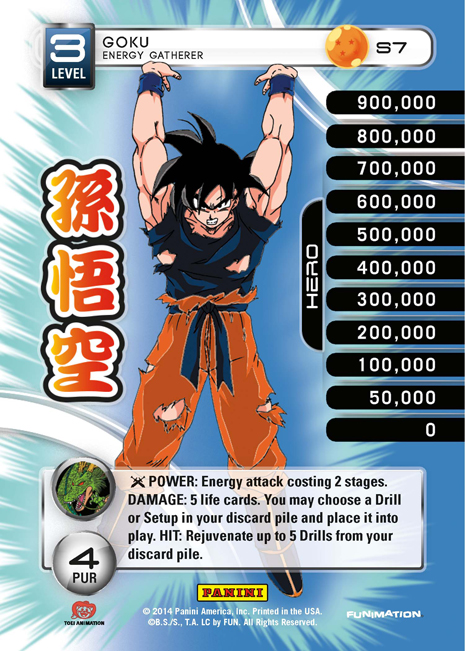 3
LEVEL
GOKU
ENERGY GATHERER
S7
900,000
800,000
700,000
600,000
500,000
400,000
300,000
200,000
100,000
50,000
0
HERO
孫
悟
空
POWER: Energy attack costing 2 stages.
DAMAGE: 5 life cards. You may choose a Drill
or Setup in your discard pile and place it into
play. HIT: Rejuvenate up to 5 Drills from your
discard pile.
4
PUR
PANINI
TOEI ANIMATION
© 2014 Panini America, Inc. Printed in the USA.
©B.S./S., T.A. LC by FUN. All Rights Reserved.
FUNIMATION